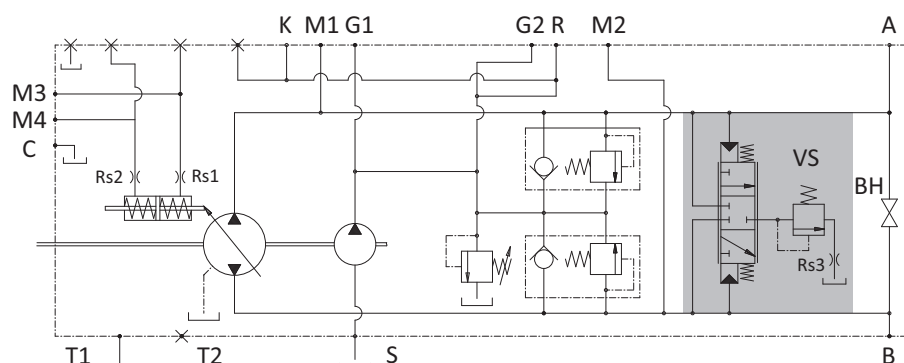 K M1 G1 G2 R M2 A
M3
M4
C
Rs2 Rs1
VS
BH
Rs3
T1 T2 S B